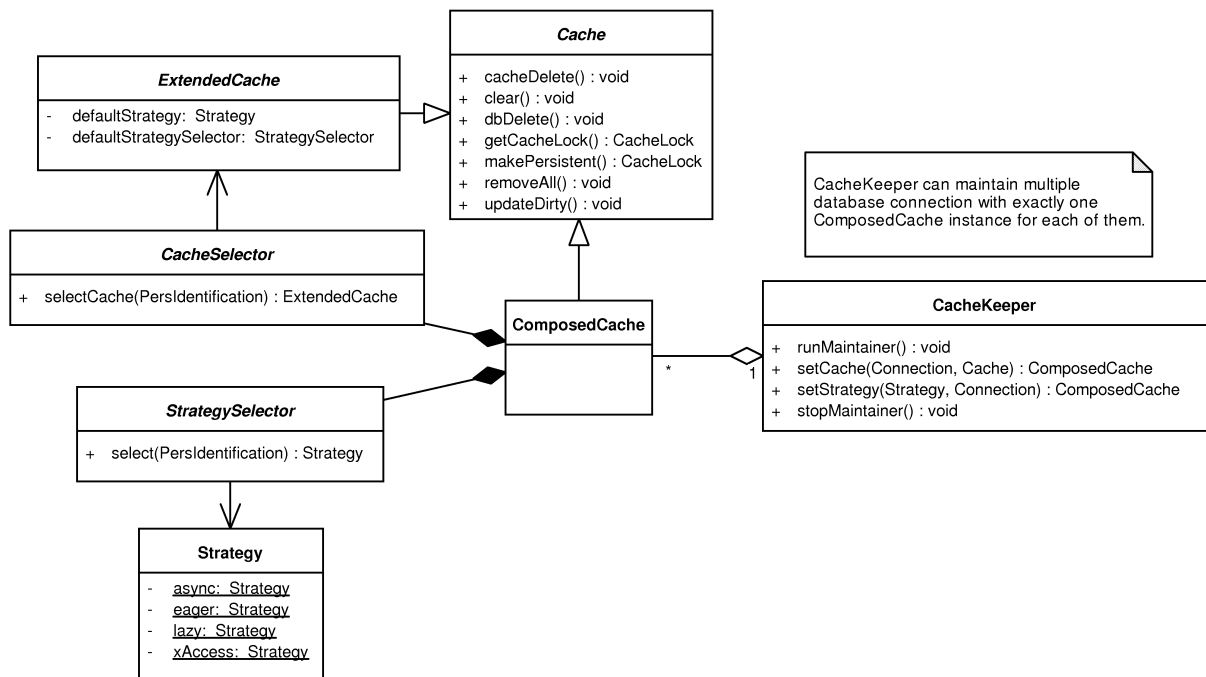 Cache
+ cacheDelete() : void
+ clear() : void
+ dbDelete() : void
+ getCacheLock() : CacheLock
+ makePersistent() : CacheLock
+ removeAll() : void
+ updateDirty() : void
ExtendedCache
- defaultStrategy: Strategy
- defaultStrategySelector: StrategySelector
CacheKeeper can maintain multiple
database connection with exactly one
ComposedCache instance for each of them.
CacheSelector
+ selectCache(PersIdentification) : ExtendedCache
ComposedCache
*
1
CacheKeeper
+ runMaintainer() : void
+ setCache(Connection, Cache) : ComposedCache
+ setStrategy(Strategy, Connection) : ComposedCache
+ stopMaintainer() : void
StrategySelector
+ select(PersIdentification) : Strategy
Strategy
- async: Strategy
- eager: Strategy
- lazy: Strategy
- xAccess: Strategy